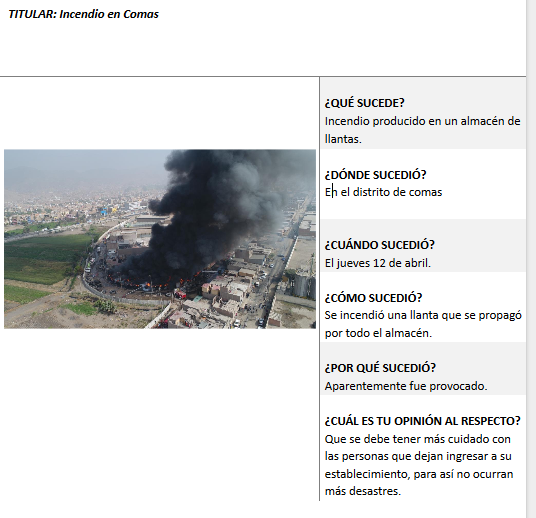 TITULAR: Incendio en Comas
¿QUÉ SUCEDE?
Incendio producido en un almacén de
llantas.
¿DÓNDE SUCEDIÓ?
En el distrito de comas
¿CUÁNDO SUCEDIÓ?
El jueves 12 de abril.
¿CÓMO SUCEDIÓ?
Se incendió una llanta que se propagó
por todo el almacén.
¿POR QUÉ SUCEDIÓ?
Aparentemente fue provocado.
¿CUÁL ES TU OPINIÓN AL RESPECTO?
Que se debe tener más cuidado con
las personas que dejan ingresar a su
establecimiento, para así no ocurran
más desastres.